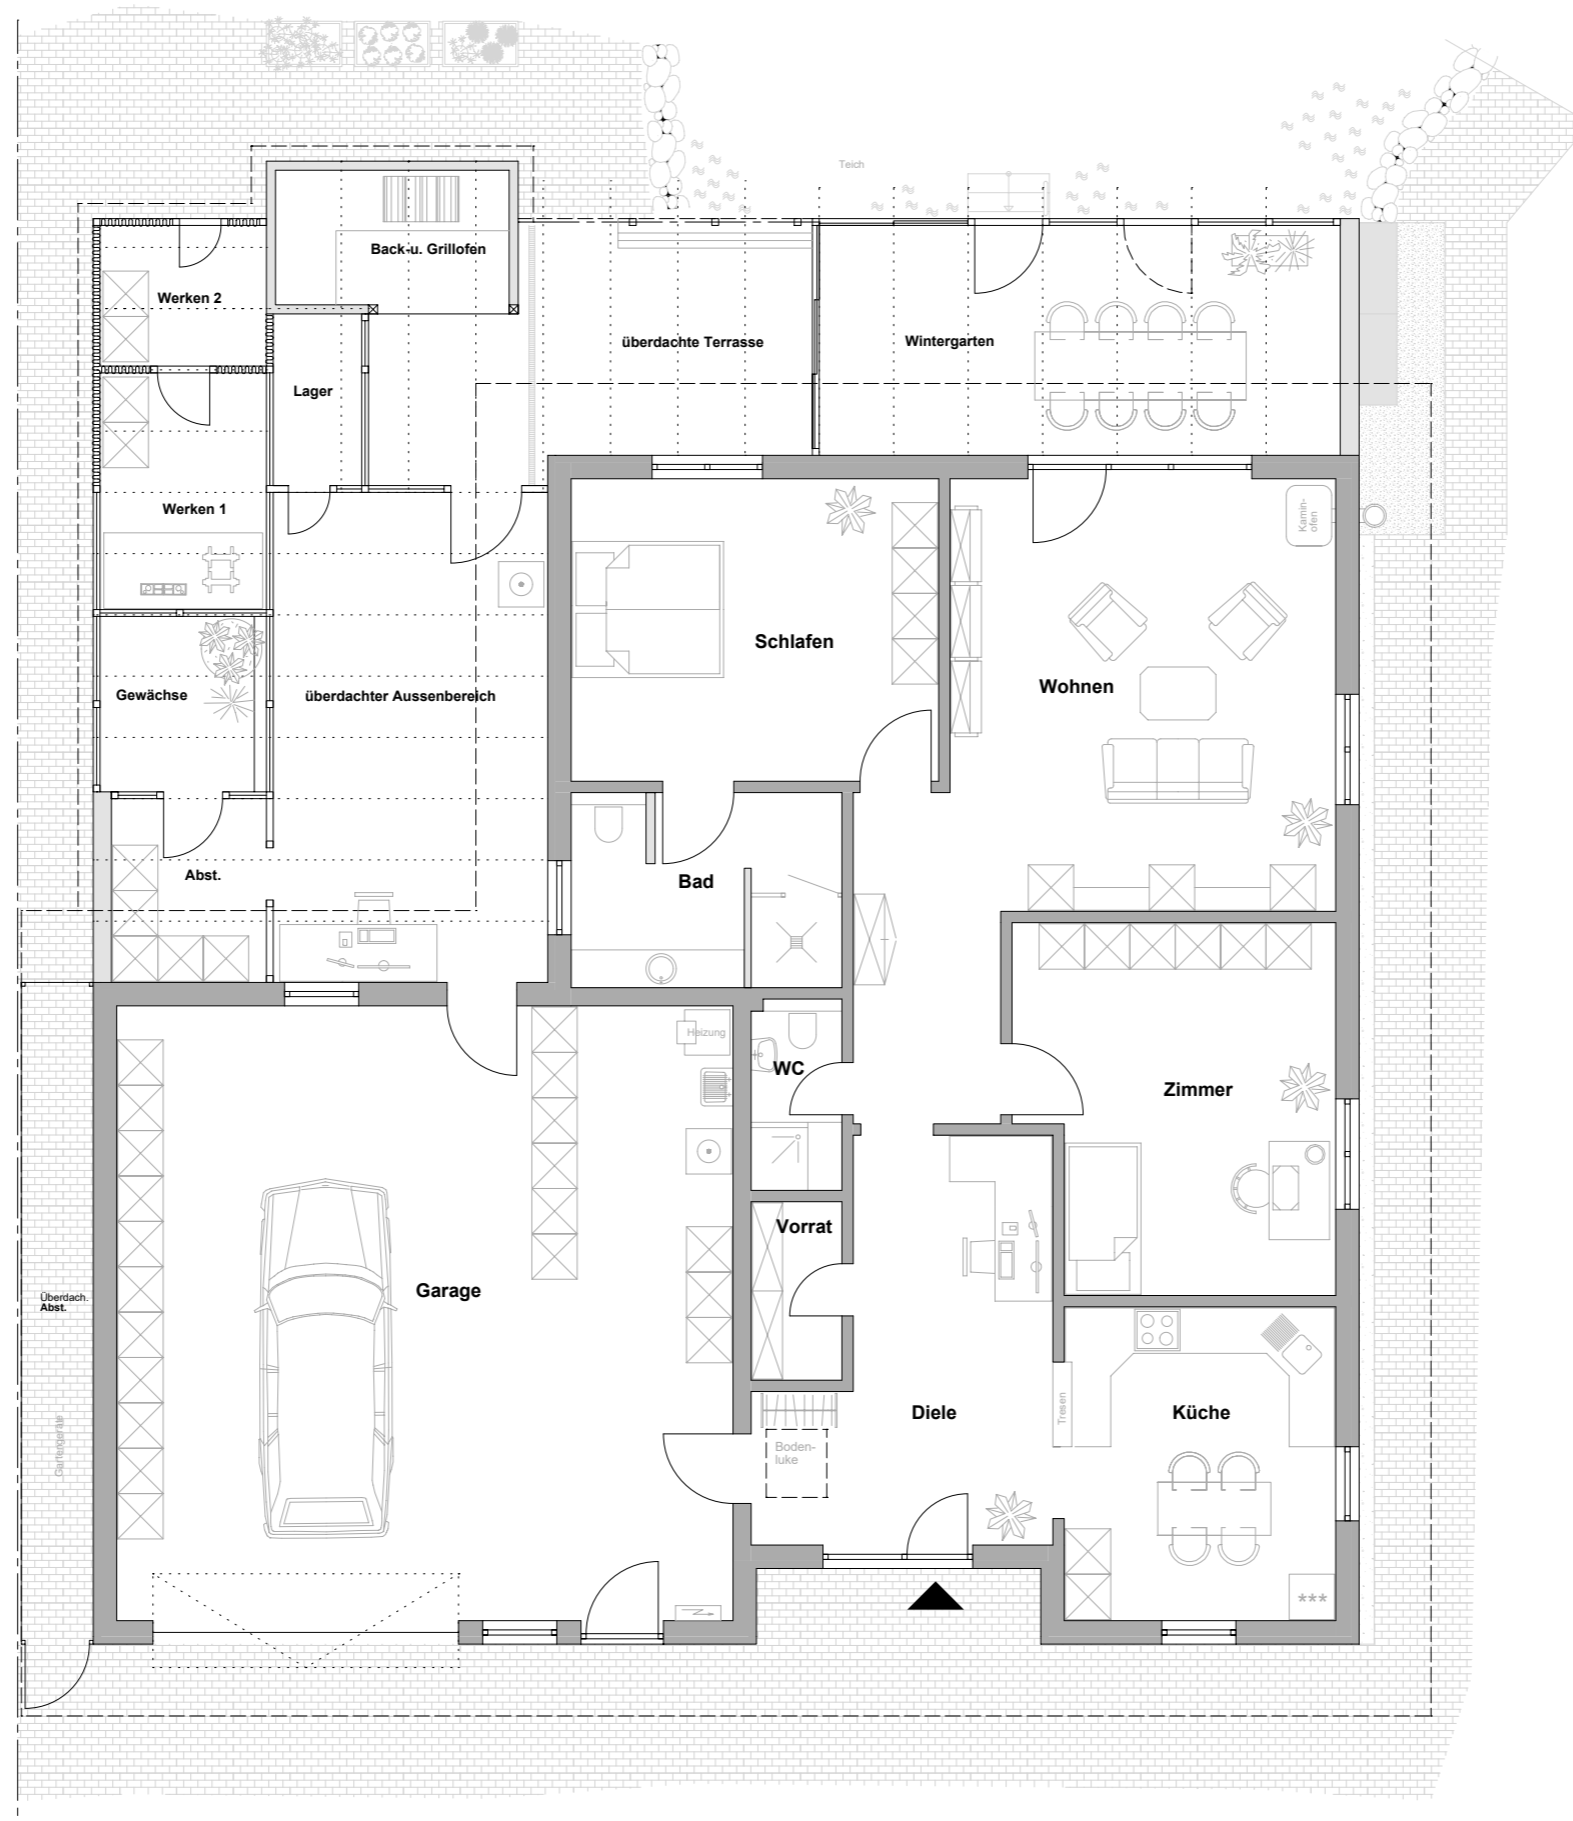 Teich
Back-u. Grillofen
Werken 2
überdachte Terrasse
Wintergarten
Lager
Werken 1
Kamin-
ofen
Schlafen
Wohnen
Gewächse
überdachter Aussenbereich
Abst.
Bad
Heizung
WC
Zimmer
Vorrat
Garage
Überdach.
Abst.
Diele
Tresen
Küche
Gartengeräte
Boden-
luke
***